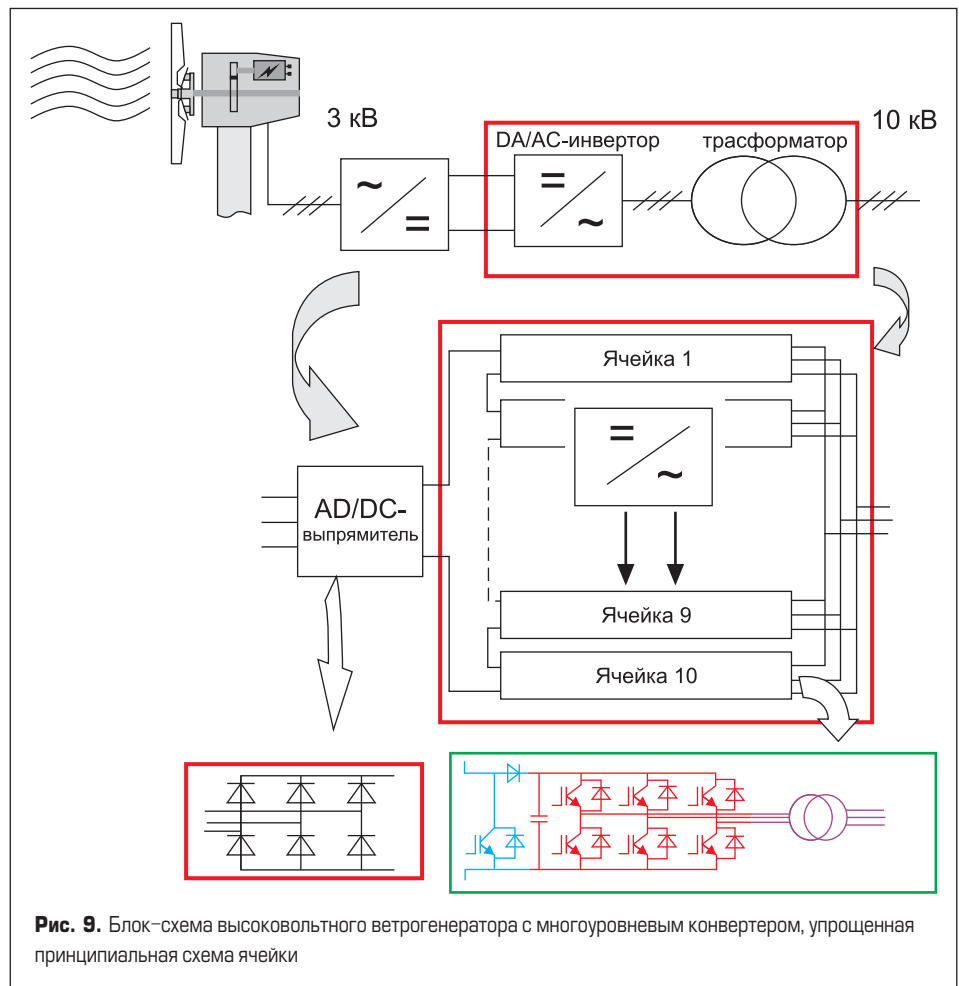 3 кВ
10 кВ
DA/AC-инвертор
трасформатор
~
=
=
~
Ячейка 1
=
~
AD/DC-
выпрямитель
Ячейка 9
Ячейка 10
Рис. 9. Блок-схема высоковольтного ветрогенератора с многоуровневым конвертером, упрощенная
принципиальная схема ячейки